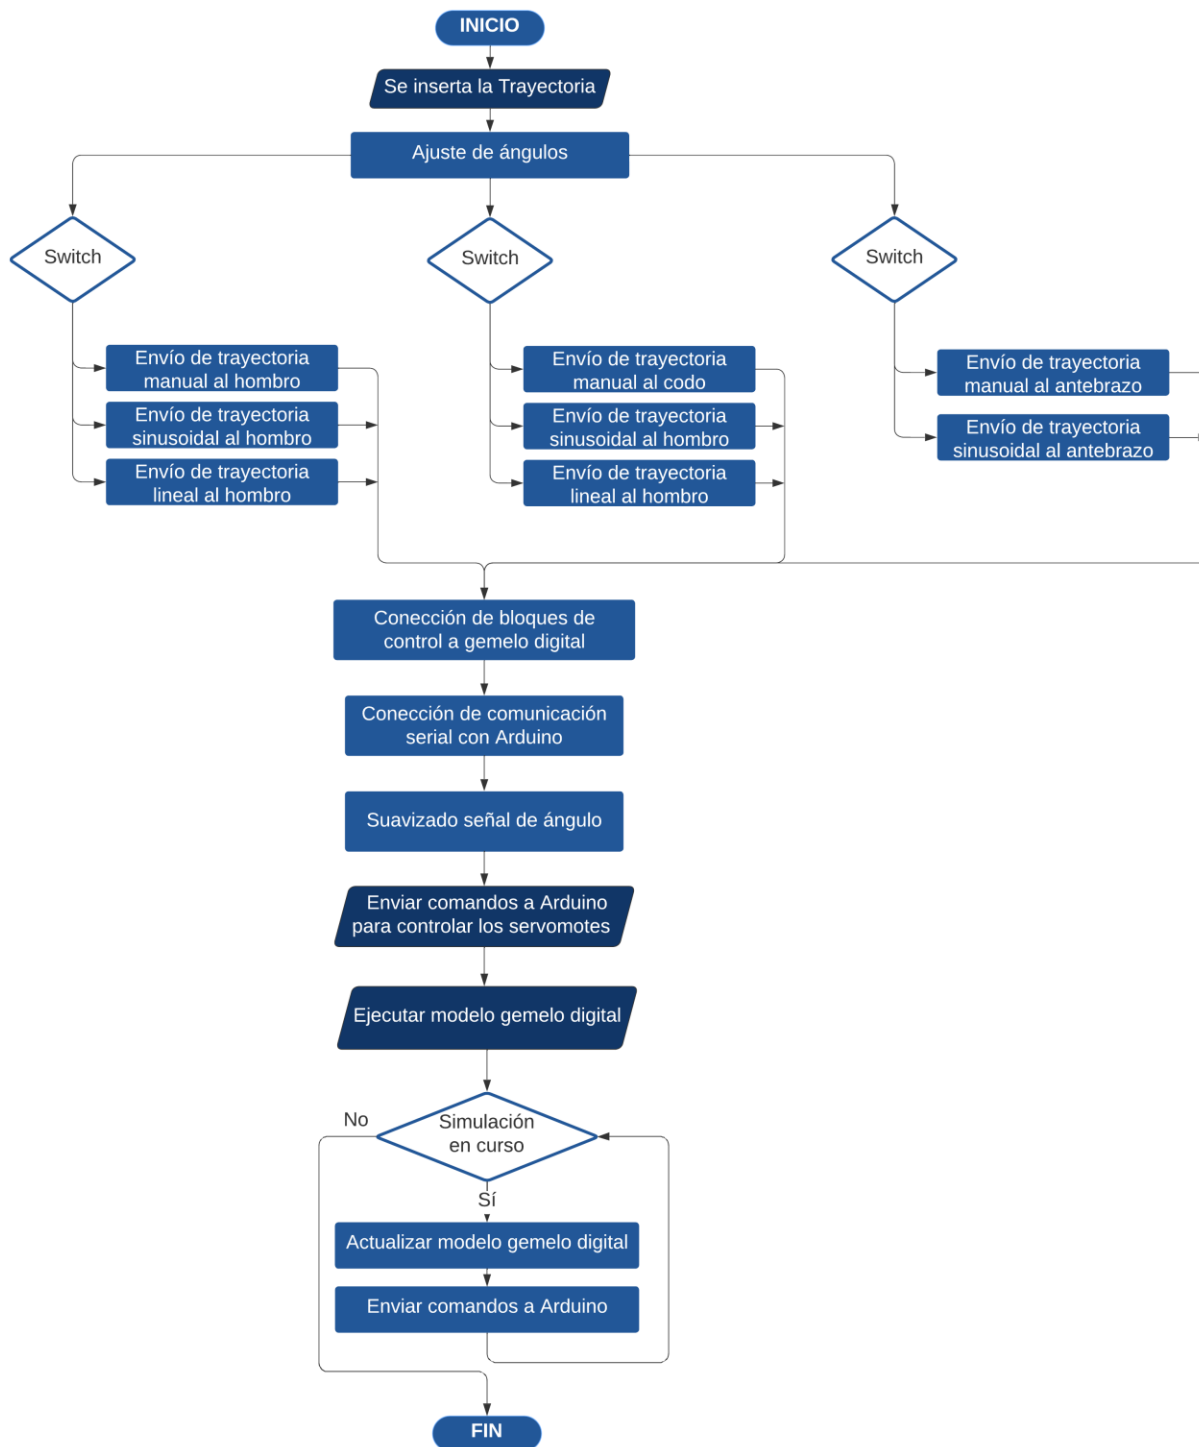 INICIO
Se inserta la Trayectoria
Ajuste de ángulos
Switch
Switch
Switch
Envío de trayectoria
manual al hombro
Envío de trayectoria
sinusoidal al hombro
Envío de trayectoria
lineal al hombro
Envío de trayectoria
manual al codo
Envío de trayectoria
sinusoidal al hombro
Envío de trayectoria
lineal al hombro
Envío de trayectoria
manual al antebrazo
Envío de trayectoria
sinusoidal al antebrazo
Conección de bloques de
control a gemelo digital
Conección de comunicación
serial con Arduino
Suavizado señal de ángulo
Enviar comandos a Arduino
para controlar los servomotes
Ejecutar modelo gemelo digital
Simulación
en curso
No
Sí
Actualizar modelo gemelo digital
Enviar comandos a Arduino
FIN